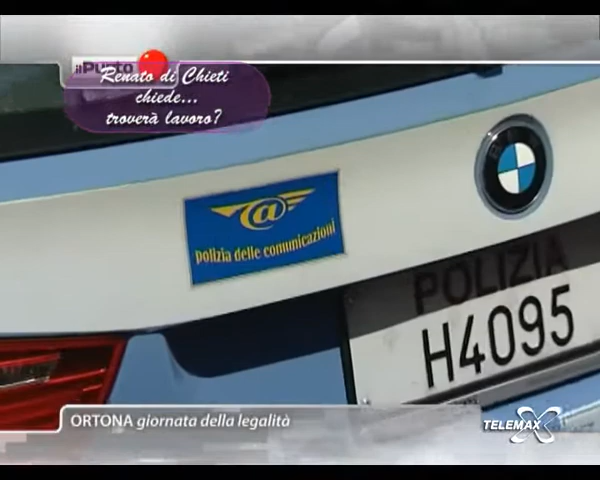 il Punto
Renato di Chieti
chiede...
troverà lavoro?
@
polizia delle comunicazioni
POLIZIA
H4095
ORTONA giornata della legalità
TELEMAX